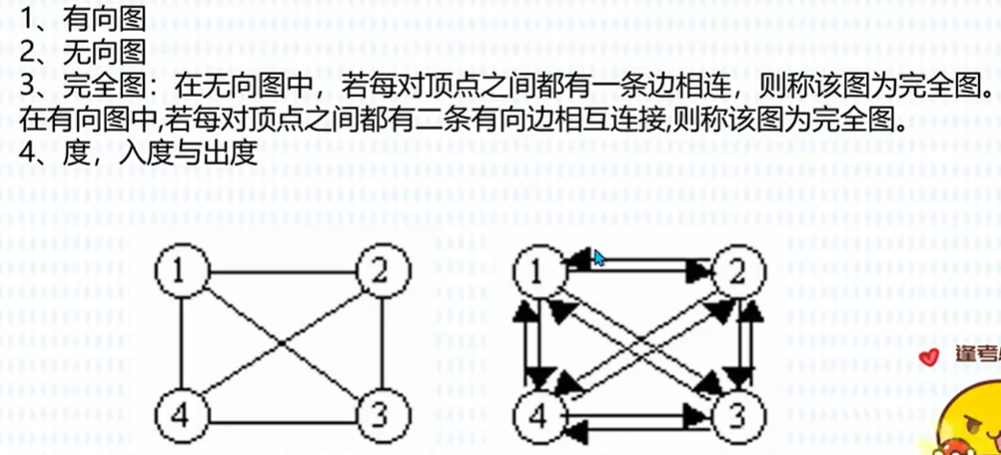 1、有向图
2、无向图
3、完全图：在无向图中，若每对顶点之间都有一条边相连，则称该图为完全图。
在有向图中,若每对顶点之间都有二条有向边相互连接,则称该图为完全图。
4、度，入度与出度
1 2 1 2
4 3 4 3
逢考